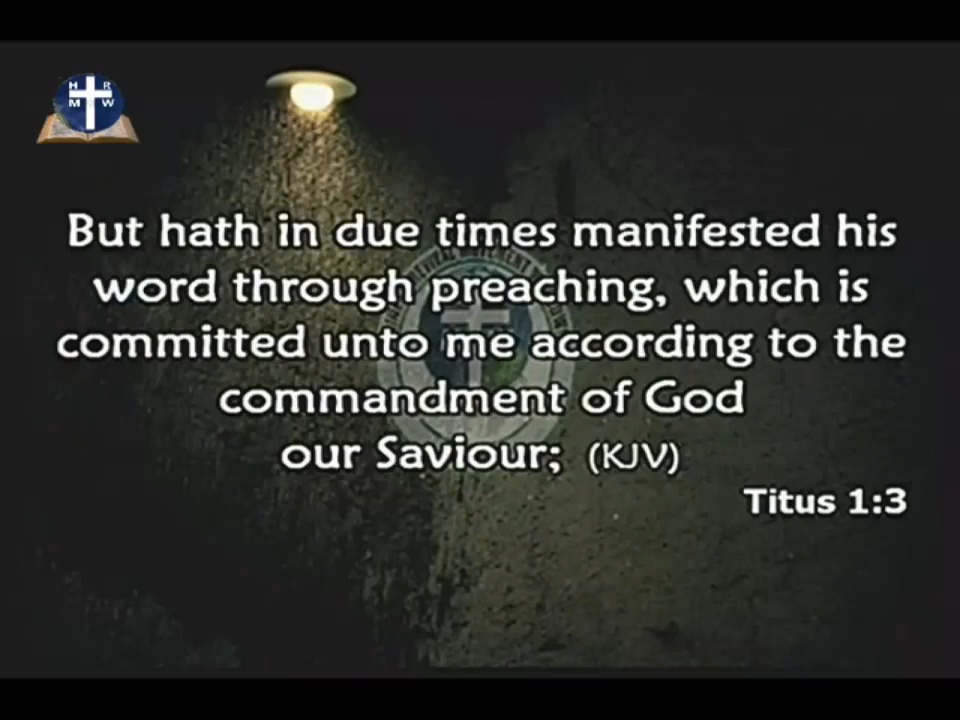 H R
M W
But hath in due times manifested his
word through preaching, which is
committed unto me according to the
commandment of God
our Saviour; (KJV)
Titus 1:3